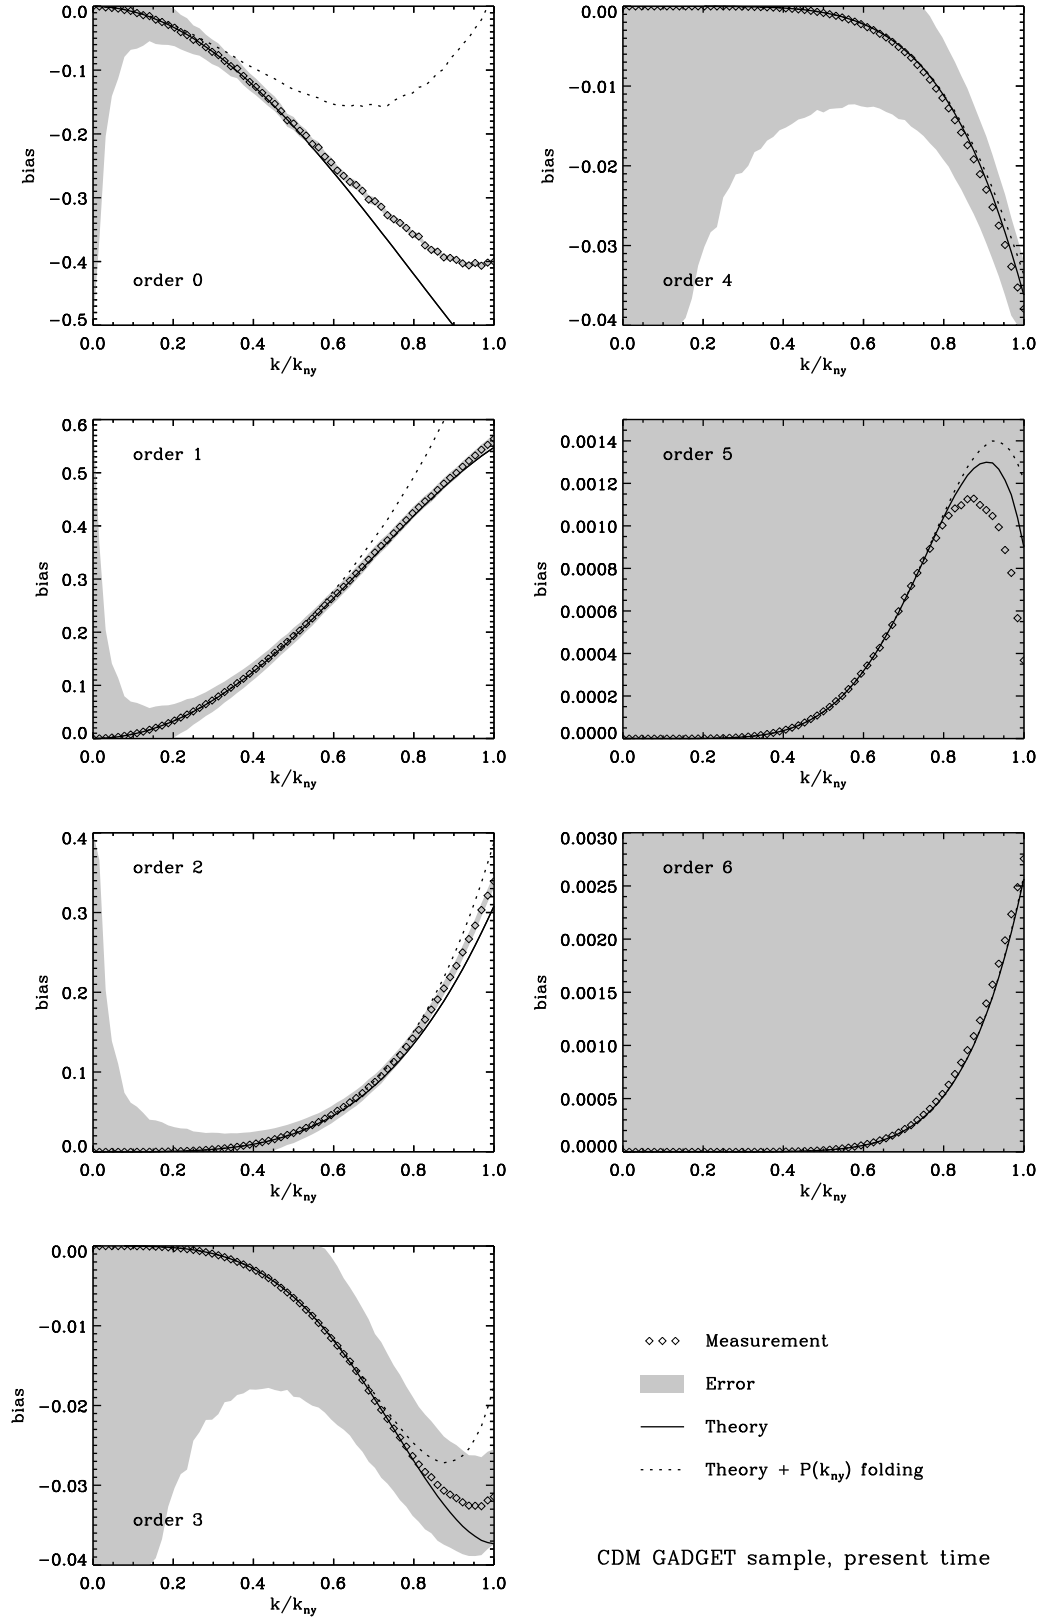 0.0
−0.1
−0.2
−0.3
−0.4
−0.5
bias
order 0
0.0 0.2 0.4 0.6 0.8 1.0
k/kny
0.00
−0.01
−0.02
−0.03
−0.04
bias
order 4
0.0 0.2 0.4 0.6 0.8 1.0
k/kny
0.6
0.5
0.4
0.3
0.2
0.1
0.0
bias
order 1
0.0 0.2 0.4 0.6 0.8 1.0
k/kny
0.0014
0.0012
0.0010
0.0008
0.0006
0.0004
0.0002
0.0000
bias
order 5
0.0 0.2 0.4 0.6 0.8 1.0
k/kny
0.4
0.3
0.2
0.1
0.0
bias
order 2
0.0 0.2 0.4 0.6 0.8 1.0
k/kny
0.0030
0.0025
0.0020
0.0015
0.0010
0.0005
0.0000
bias
order 6
0.0 0.2 0.4 0.6 0.8 1.0
k/kny
0.00
−0.01
−0.02
−0.03
−0.04
bias
order 3
0.0 0.2 0.4 0.6 0.8 1.0
k/kny
Measurement
Error
Theory
Theory + P(kny) folding
CDM GADGET sample, present time